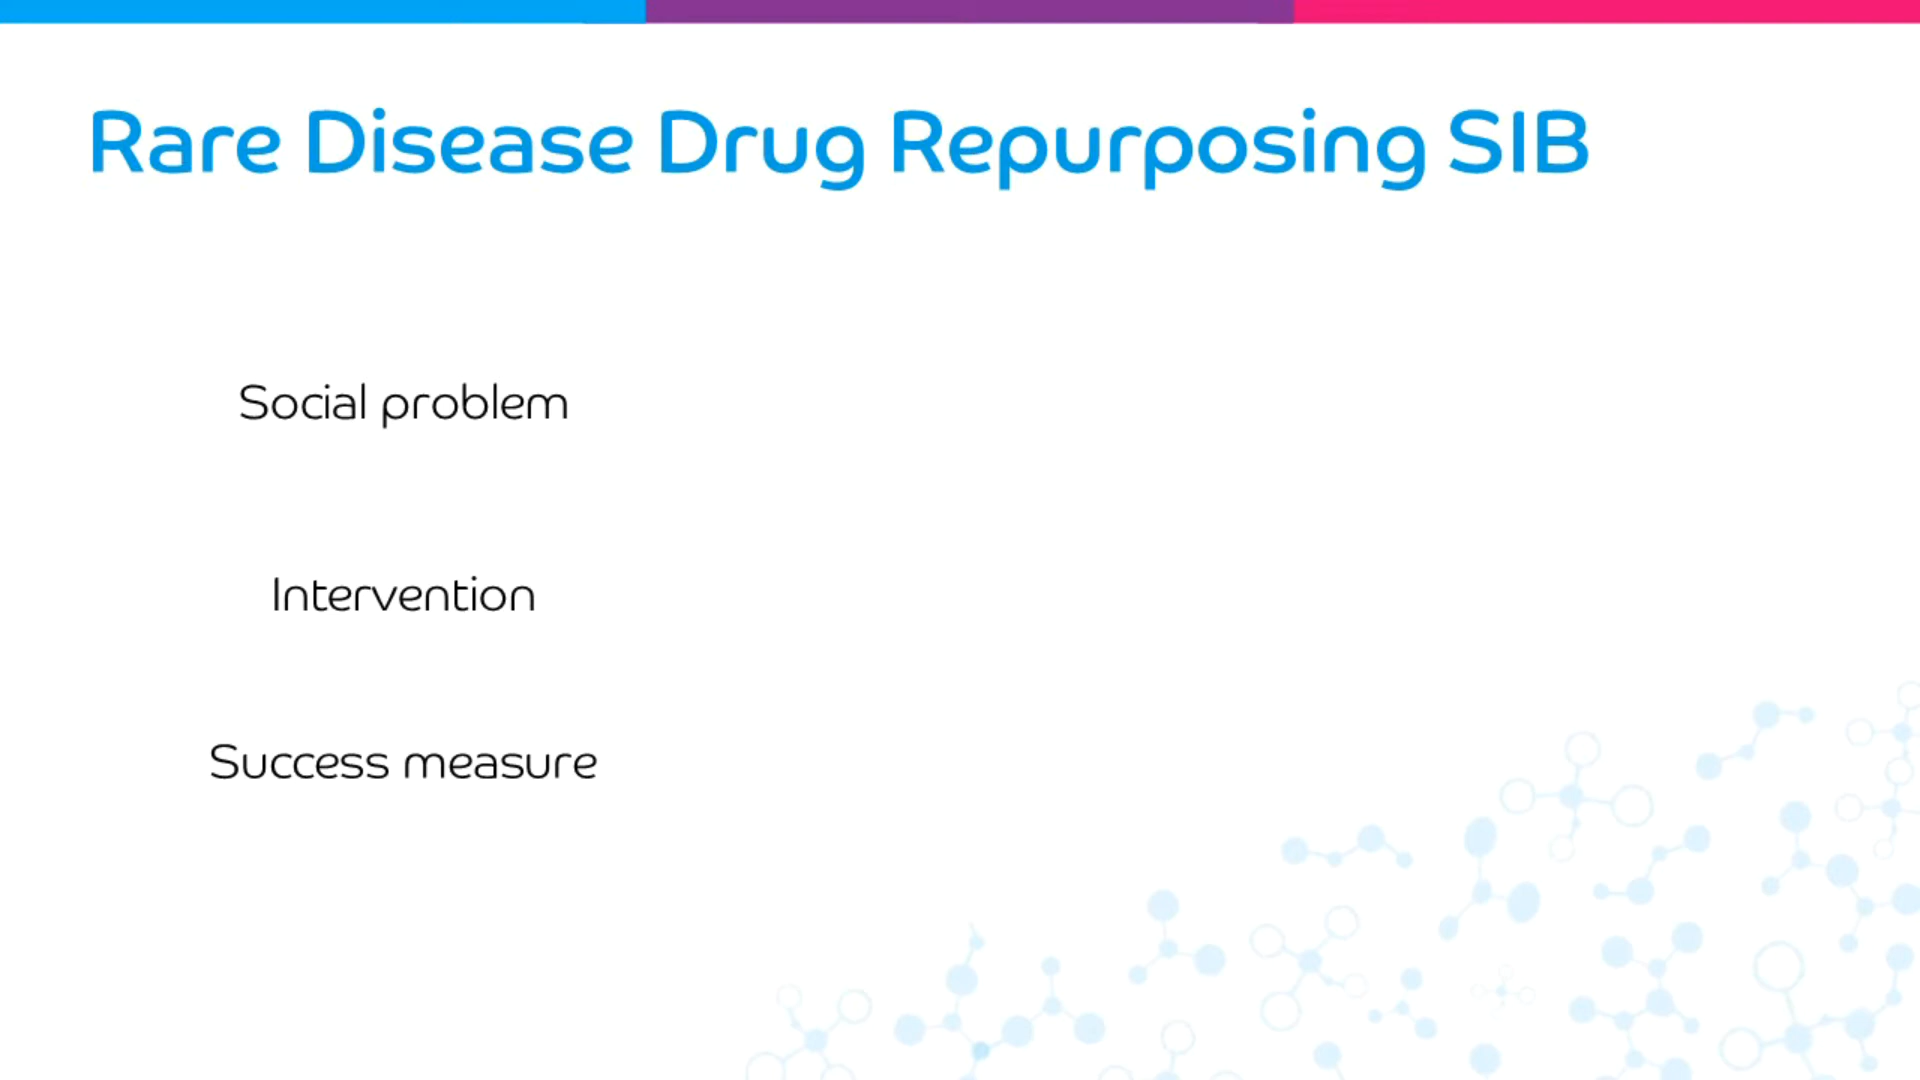 Rare Disease Drug Repurposing SIB
Social problem
Intervention
Success measure